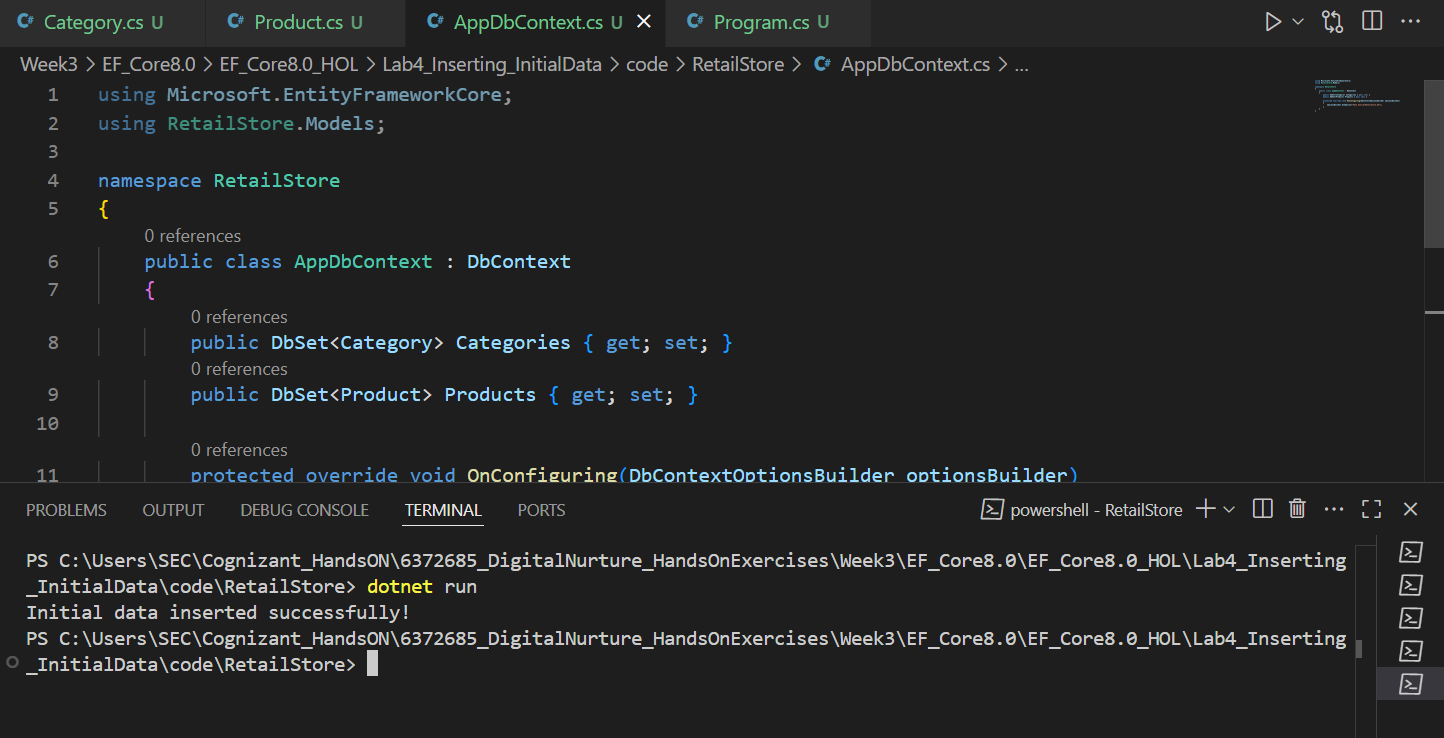 Category.cs U Product.cs U AppDbContext.cs U Program.cs U
Week3 > EF_Core8.0 > EF_Core8.0_HOL > Lab4_Inserting_InitialData > code > RetailStore > AppDbContext.cs > ...
1 using Microsoft.EntityFrameworkCore;
2 using RetailStore.Models;
3
4 namespace RetailStore
5 {
0 references
6 public class AppDbContext : DbContext
7 {
0 references
8 public DbSet<Category> Categories { get; set; }
0 references
9 public DbSet<Product> Products { get; set; }
10
0 references
11 protected override void OnConfiguring(DbContextOptionsBuilder optionsBuilder)
PROBLEMS OUTPUT DEBUG CONSOLE TERMINAL PORTS powershell - RetailStore
PS C:\Users\SEC\Cognizant_HandsON\6372685_DigitalNurture_HandsOnExercises\Week3\EF_Core8.0\EF_Core8.0_HOL\Lab4_Inserting
_InitialData\code\RetailStore> dotnet run
Initial data inserted successfully!
PS C:\Users\SEC\Cognizant_HandsON\6372685_DigitalNurture_HandsOnExercises\Week3\EF_Core8.0\EF_Core8.0_HOL\Lab4_Inserting
_InitialData\code\RetailStore>